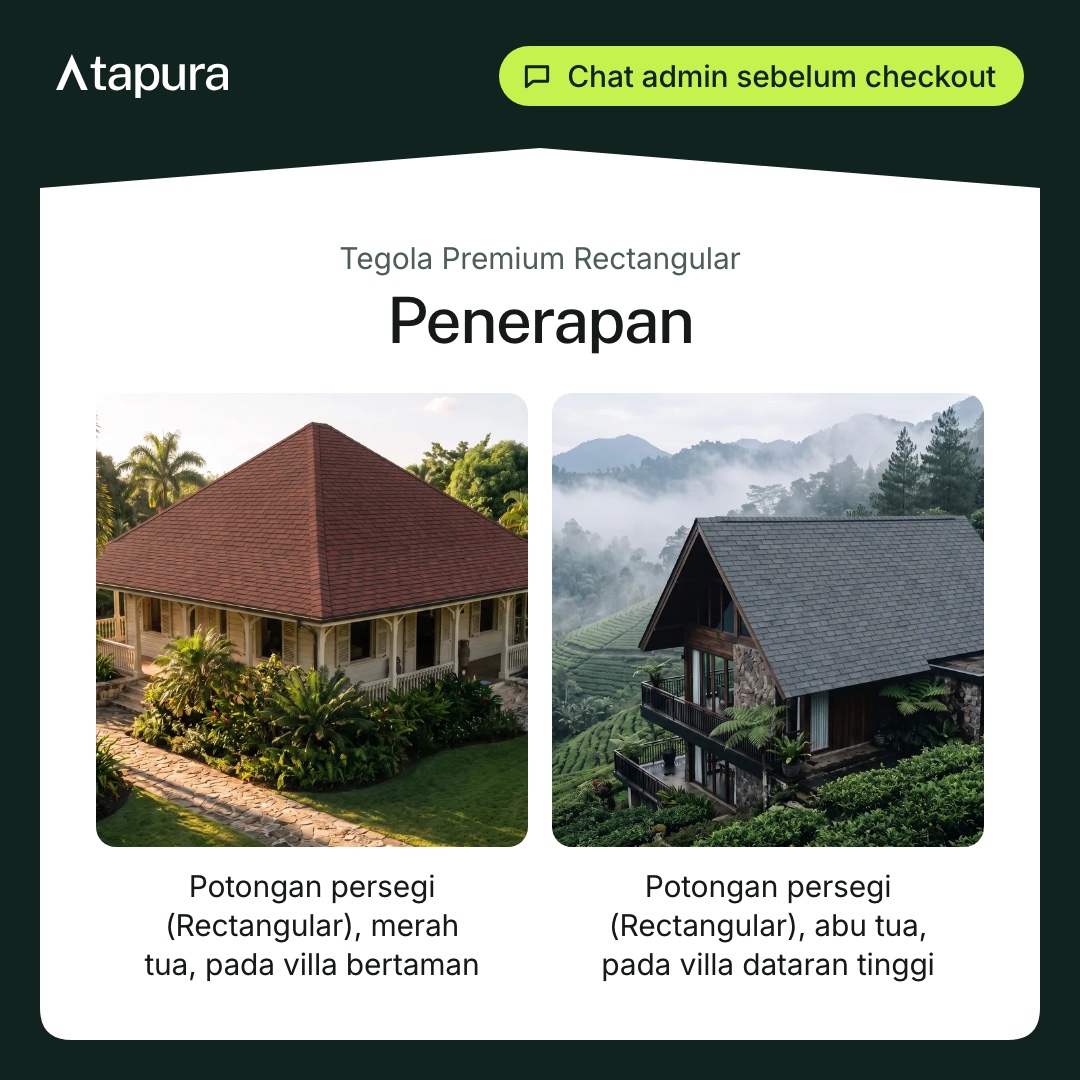 Atapura
Chat admin sebelum checkout
Tegola Premium Rectangular
Penerapan
Potongan persegi
(Rectangular), merah
tua, pada villa bertaman
Potongan persegi
(Rectangular), abu tua,
pada villa dataran tinggi